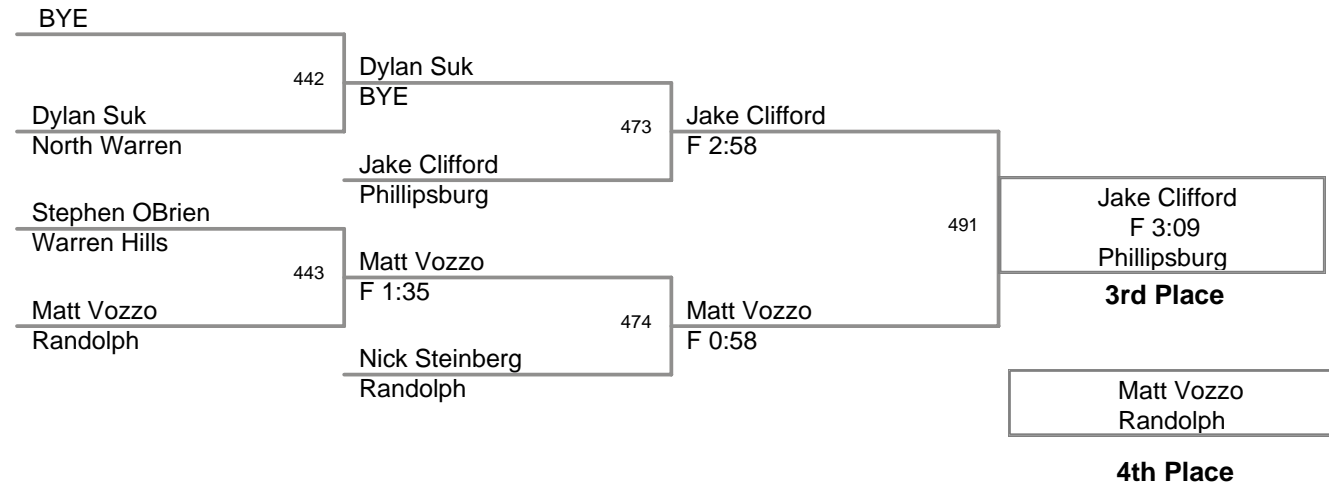 BYE
442
Dylan Suk
North Warren
Stephen OBrien
Warren Hills
443
Matt Vozzo
Randolph
Dylan Suk
BYE
473
Jake Clifford
Phillipsburg
Matt Vozzo
F 1:35
474
Nick Steinberg
Randolph
Jake Clifford
F 2:58
491
Matt Vozzo
F 0:58
Jake Clifford
F 3:09
Phillipsburg
3rd Place
Matt Vozzo
Randolph
4th Place